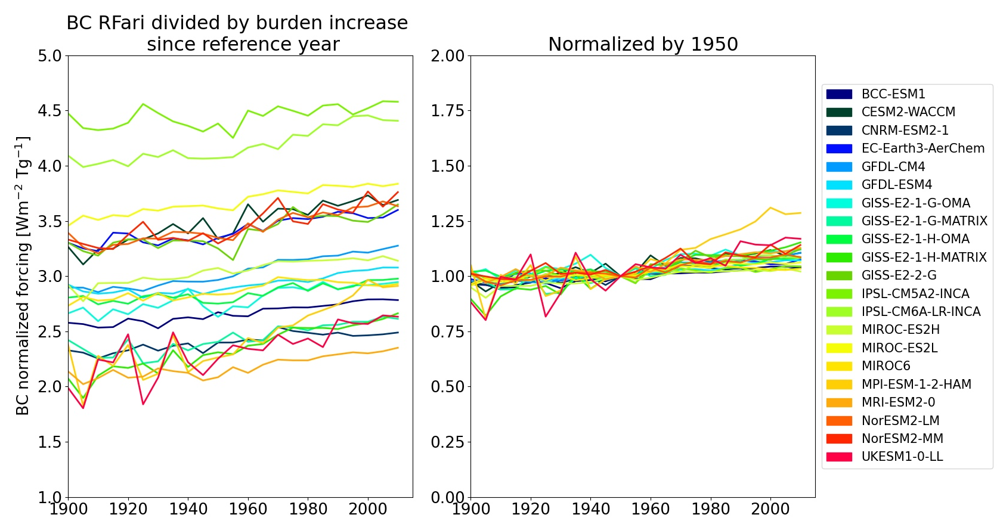 BC RFari divided by burden increase
since reference year
Normalized by 1950
BC normalized forcing [Wm⁻² Tg⁻¹]
5.0
4.5
4.0
3.5
3.0
2.5
2.0
1.5
1.0
1900 1920 1940 1960 1980 2000
2.00
1.75
1.50
1.25
1.00
0.75
0.50
0.25
0.00
1900 1920 1940 1960 1980 2000
BCC-ESM1
CESM2-WACCM
CNRM-ESM2-1
EC-Earth3-AerChem
GFDL-CM4
GFDL-ESM4
GISS-E2-1-G-OMA
GISS-E2-1-G-MATRIX
GISS-E2-1-H-OMA
GISS-E2-1-H-MATRIX
GISS-E2-2-G
IPSL-CM5A2-INCA
IPSL-CM6A-LR-INCA
MIROC-ES2H
MIROC-ES2L
MIROC6
MPI-ESM-1-2-HAM
MRI-ESM2-0
NorESM2-LM
NorESM2-MM
UKESM1-0-LL